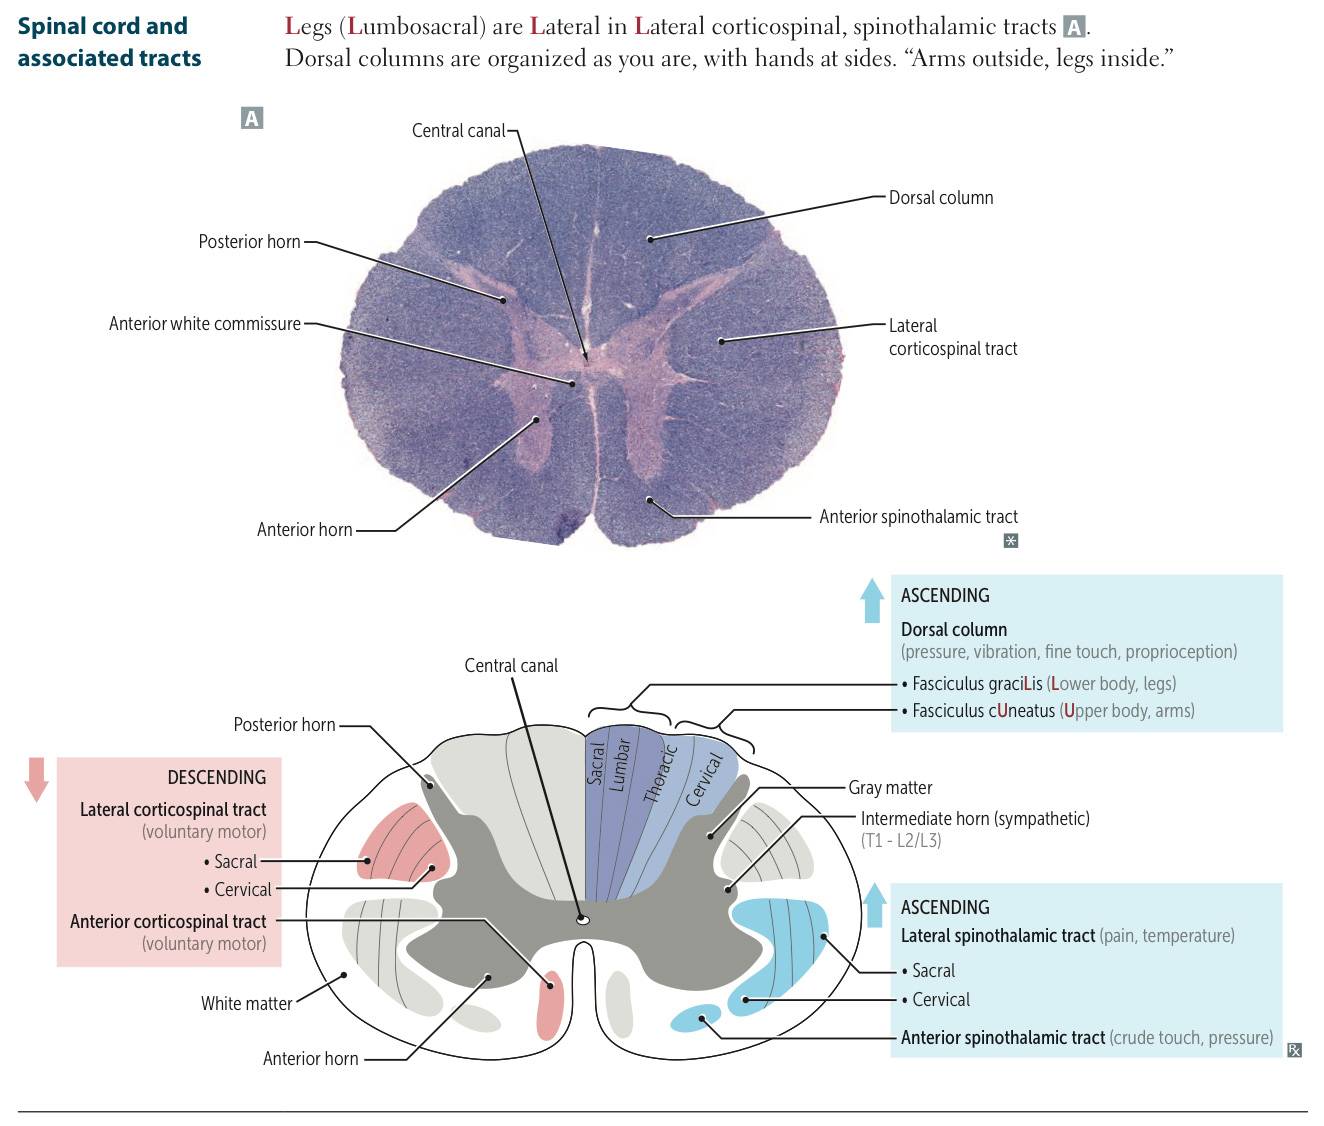 Spinal cord and
associated tracts
Legs (Lumbosacral) are Lateral in Lateral corticospinal, spinothalamic tracts A.
Dorsal columns are organized as you are, with hands at sides. “Arms outside, legs inside.”
A
Central canal
Dorsal column
Posterior horn
Anterior white commissure
Lateral
corticospinal tract
Anterior horn
Anterior spinothalamic tract
ASCENDING
Dorsal column
(pressure, vibration, fine touch, proprioception)
• Fasciculus graciLis (Lower body, legs)
• Fasciculus cUneatus (Upper body, arms)
Central canal
Posterior horn
Sacral
Lumbar
Thoracic
Cervical
DESCENDING
Lateral corticospinal tract
(voluntary motor)
• Sacral
• Cervical
Anterior corticospinal tract
(voluntary motor)
White matter
Anterior horn
Gray matter
Intermediate horn (sympathetic)
(T1 - L2/L3)
ASCENDING
Lateral spinothalamic tract (pain, temperature)
• Sacral
• Cervical
Anterior spinothalamic tract (crude touch, pressure)
℞